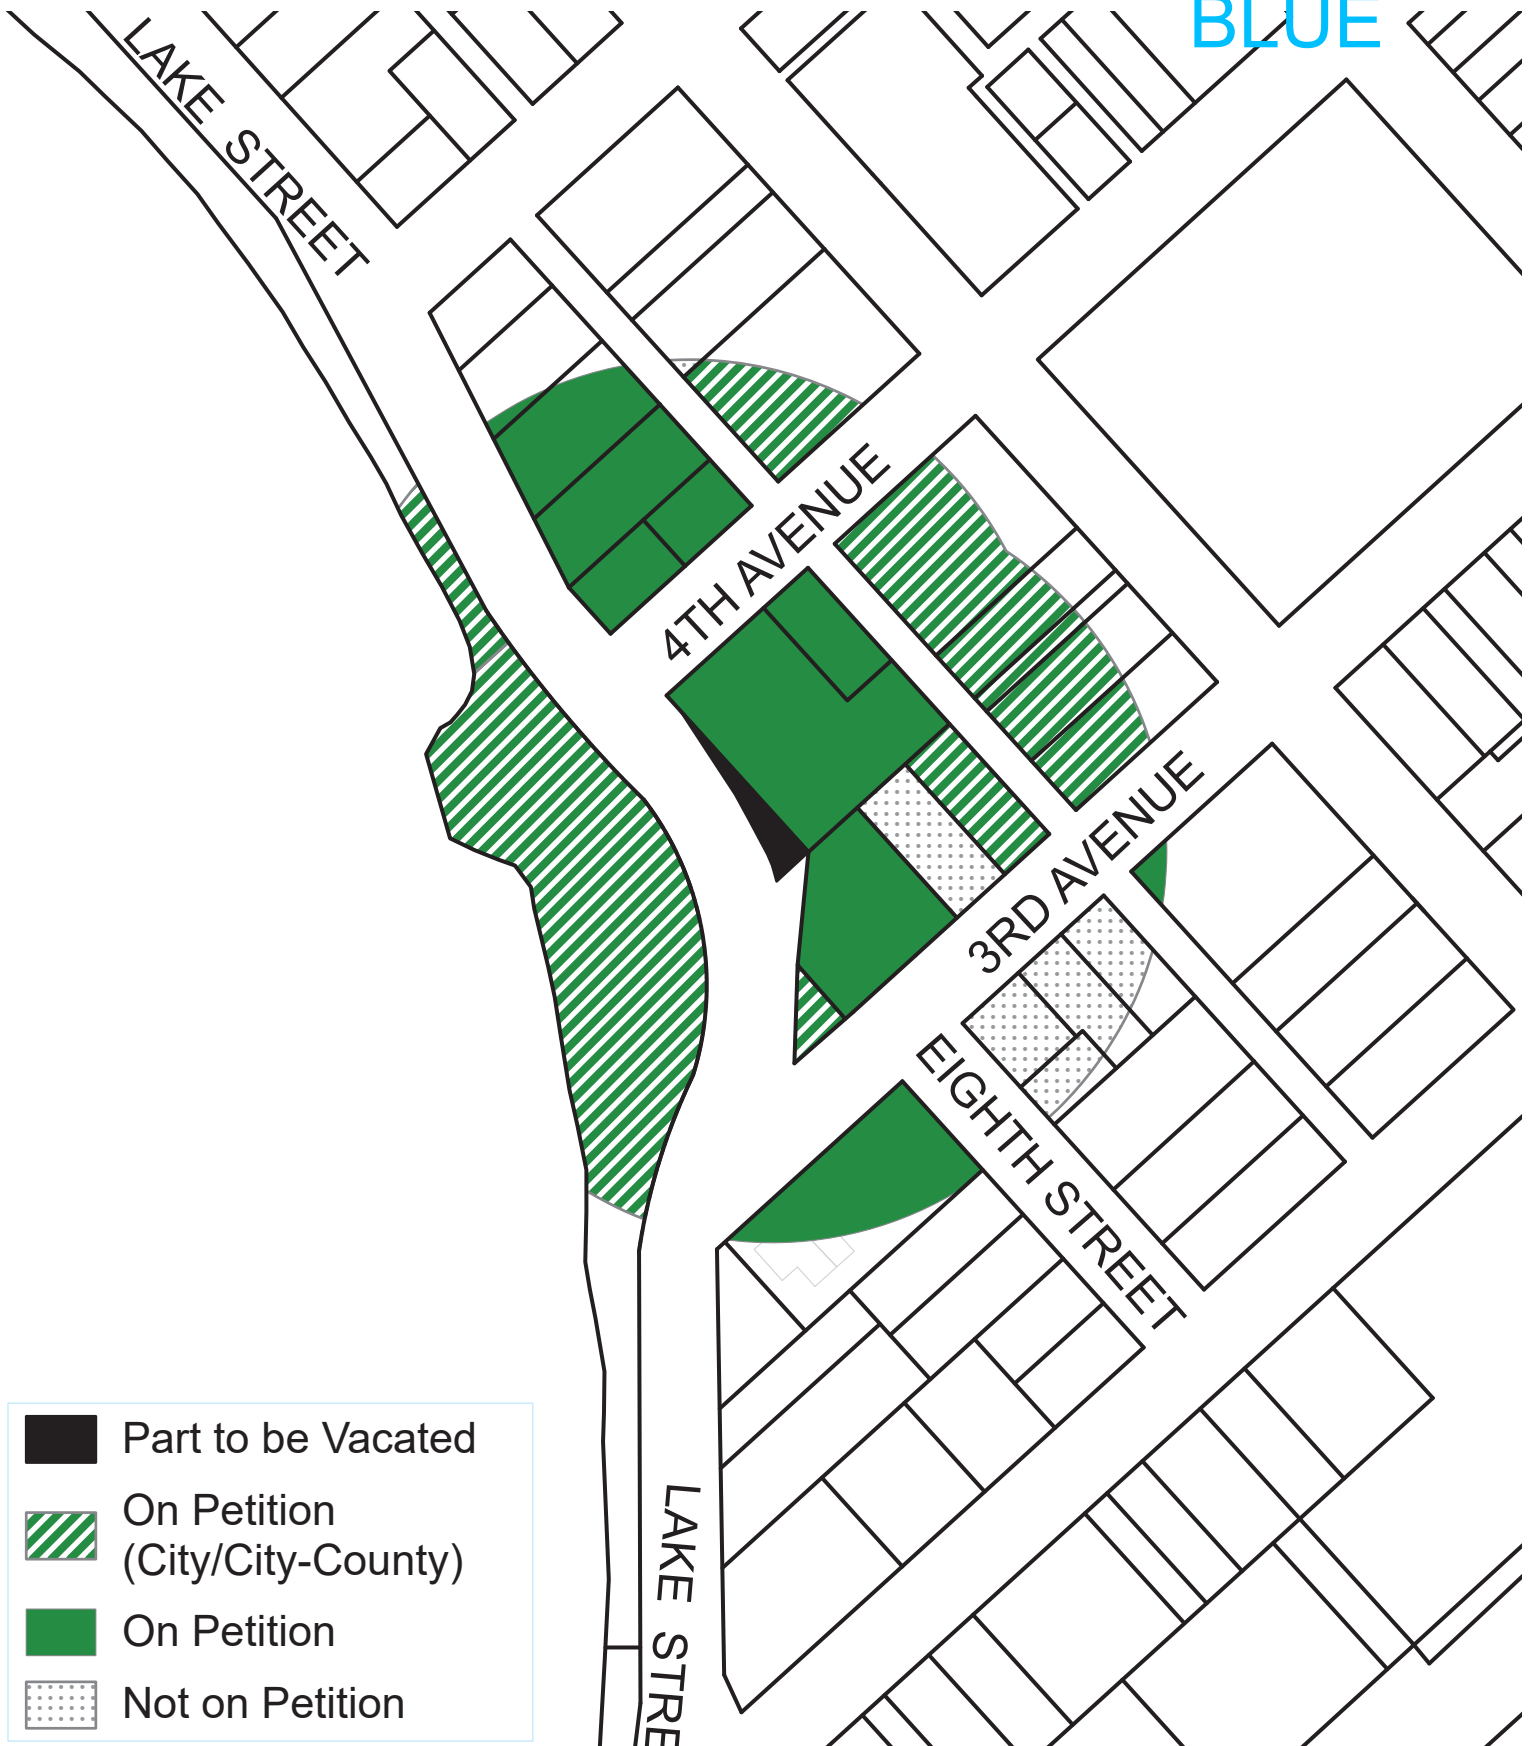 BLUE
LAKE STREET
4TH AVENUE
3RD AVENUE
EIGHTH STREET
LAKE STRE
Part to be Vacated
On Petition
(City/City-County)
On Petition
Not on Petition